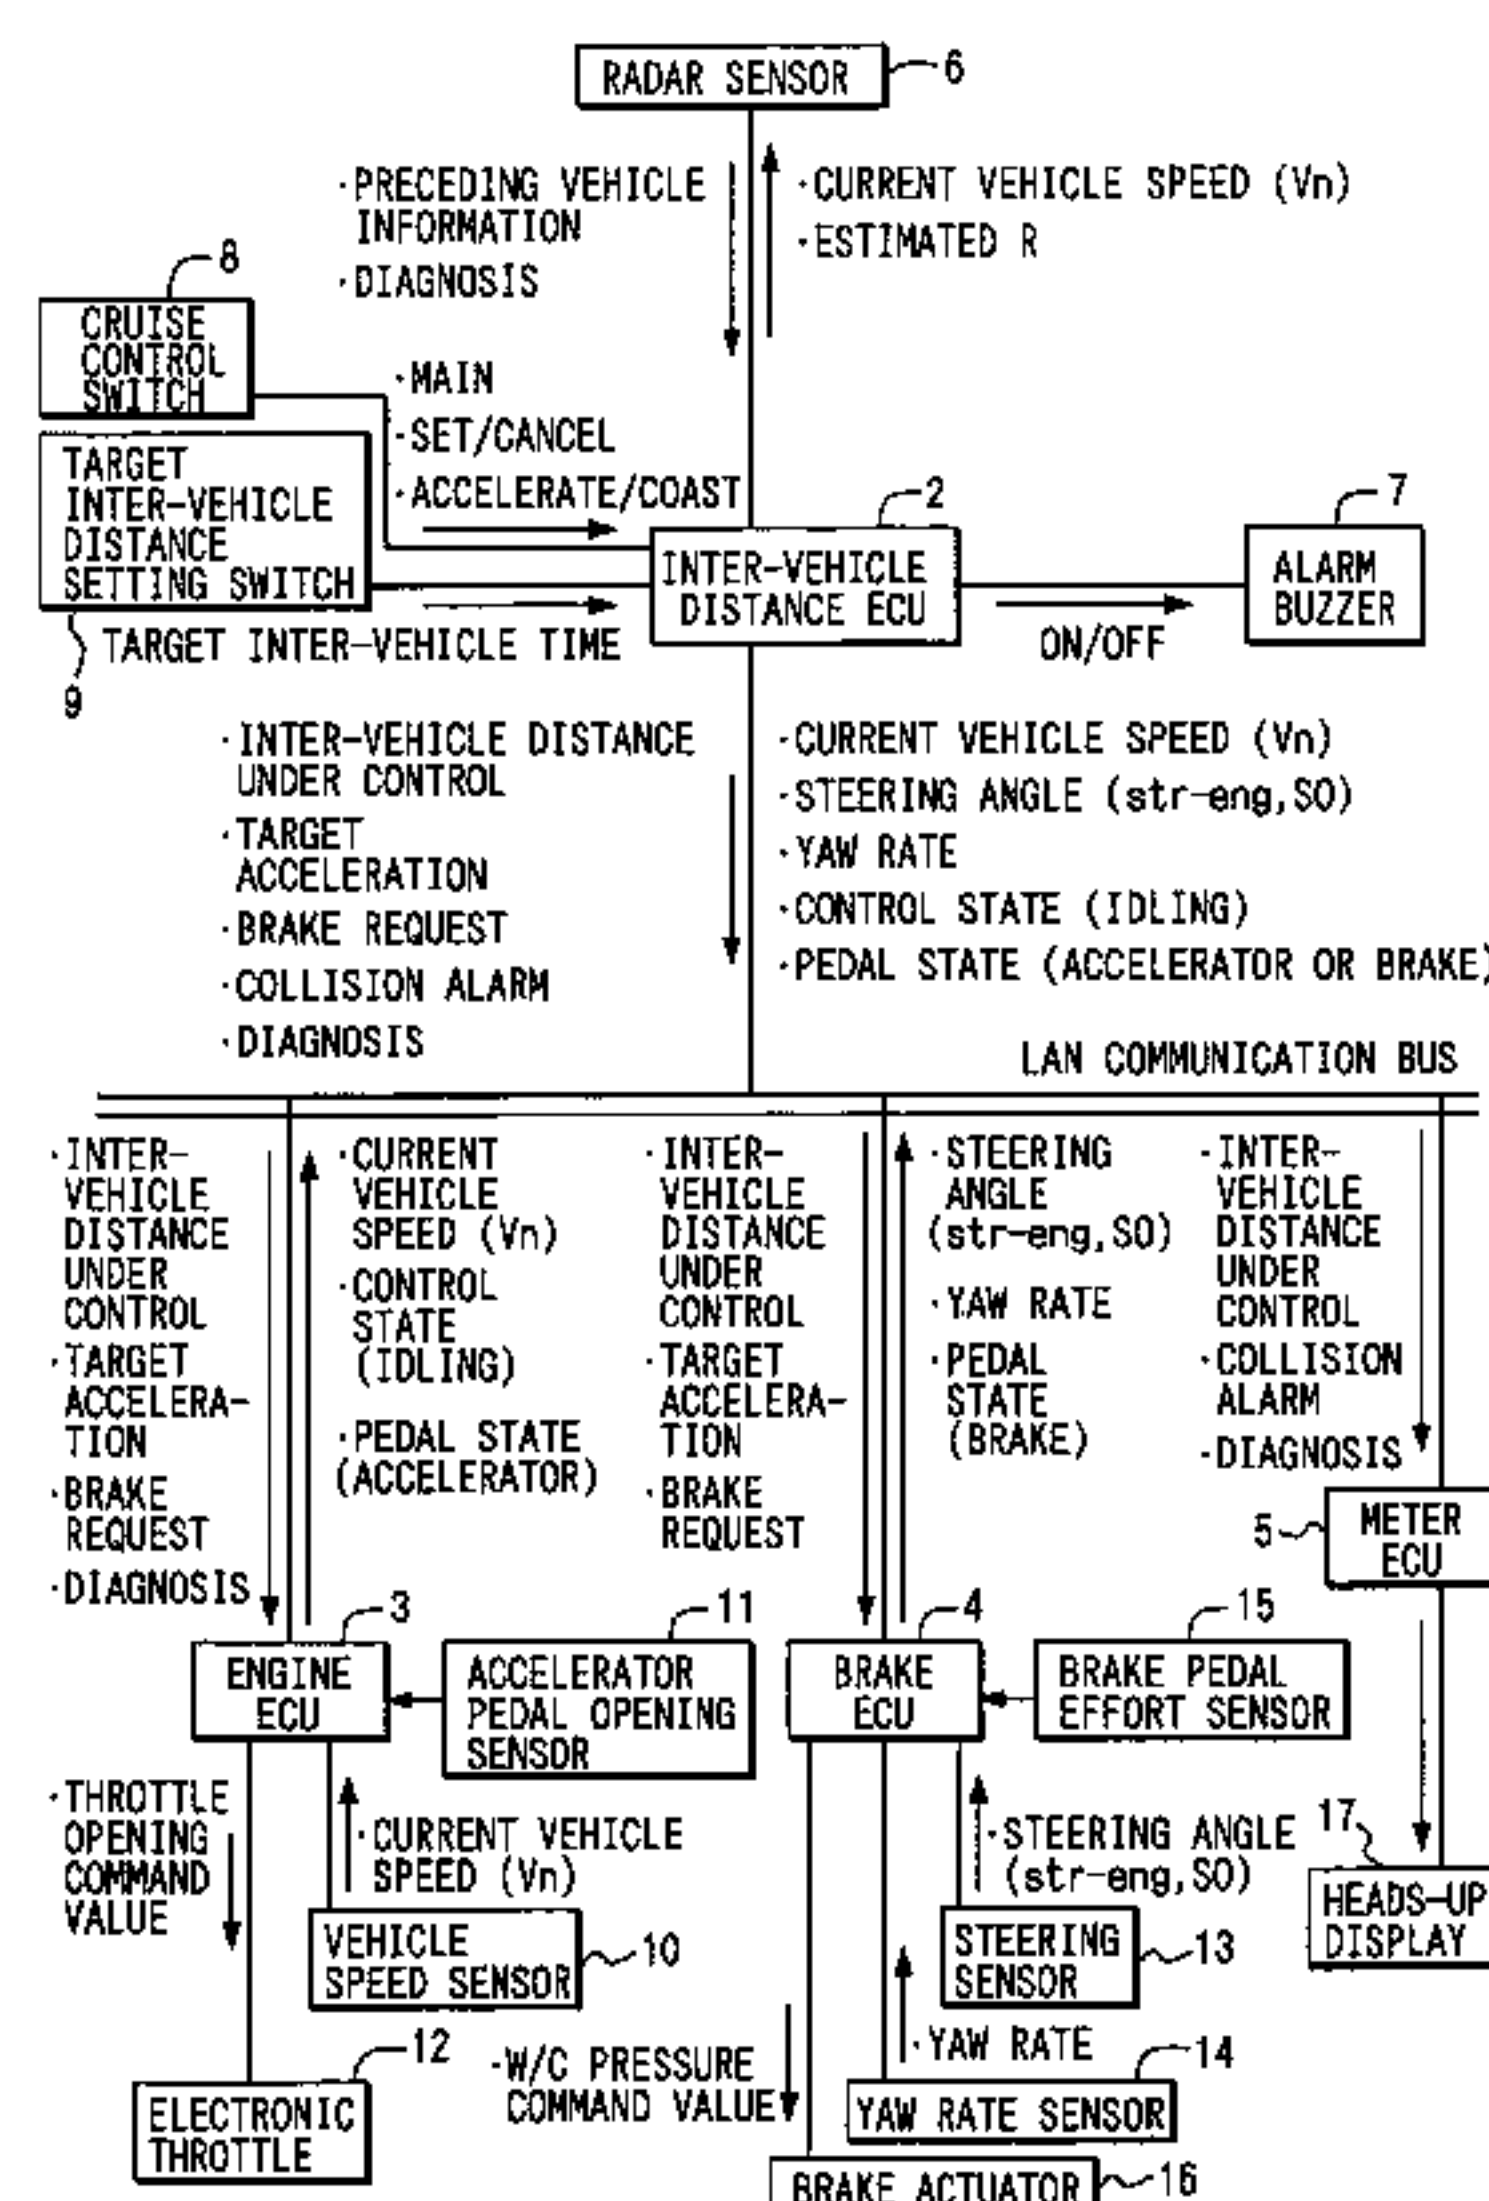 RADAR SENSOR
6
·PRECEDING VEHICLE
INFORMATION
·DIAGNOSIS
·CURRENT VEHICLE SPEED (Vn)
·ESTIMATED R
8
CRUISE
CONTROL
SWITCH
·MAIN
·SET/CANCEL
·ACCELERATE/COAST
TARGET
INTER-VEHICLE
DISTANCE
SETTING SWITCH
9
TARGET INTER-VEHICLE TIME
2
INTER-VEHICLE
DISTANCE ECU
7
ALARM
BUZZER
ON/OFF
·INTER-VEHICLE DISTANCE
UNDER CONTROL
·TARGET
ACCELERATION
·BRAKE REQUEST
·COLLISION ALARM
·DIAGNOSIS
·CURRENT VEHICLE SPEED (Vn)
·STEERING ANGLE (str-eng,SO)
·YAW RATE
·CONTROL STATE (IDLING)
·PEDAL STATE (ACCELERATOR OR BRAKE)
LAN COMMUNICATION BUS
·INTER-
VEHICLE
DISTANCE
UNDER
CONTROL
·TARGET
ACCELERA-
TION
·BRAKE
REQUEST
·DIAGNOSIS
·CURRENT
VEHICLE
SPEED (Vn)
·CONTROL
STATE
(IDLING)
·PEDAL STATE
(ACCELERATOR)
·INTER-
VEHICLE
DISTANCE
UNDER
CONTROL
·TARGET
ACCELERA-
TION
·BRAKE
REQUEST
·STEERING
ANGLE
(str-eng,SO)
·YAW RATE
·PEDAL
STATE
(BRAKE)
·INTER-
VEHICLE
DISTANCE
UNDER
CONTROL
·COLLISION
ALARM
·DIAGNOSIS
5
METER
ECU
3
ENGINE
ECU
11
ACCELERATOR
PEDAL OPENING
SENSOR
4
BRAKE
ECU
15
BRAKE PEDAL
EFFORT SENSOR
·THROTTLE
OPENING
COMMAND
VALUE
·CURRENT VEHICLE
SPEED (Vn)
VEHICLE
SPEED SENSOR
10
·STEERING ANGLE
(str-eng,SO)
STEERING
SENSOR
13
17
HEADS-UP
DISPLAY
12
ELECTRONIC
THROTTLE
·W/C PRESSURE
COMMAND VALUE
·YAW RATE
14
YAW RATE SENSOR
BRAKE ACTUATOR
16